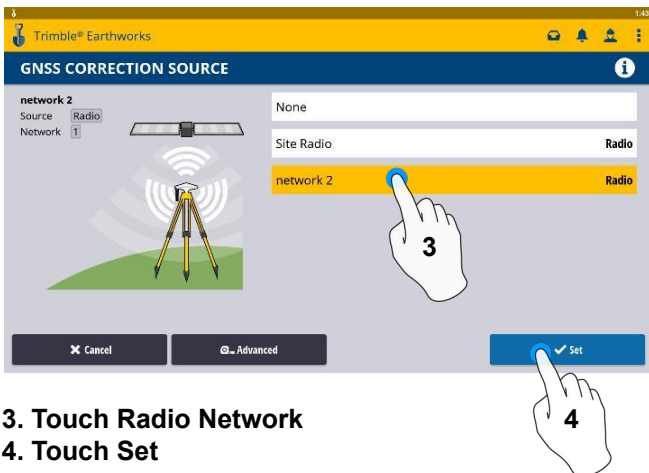 1:43
Trimble® Earthworks
GNSS CORRECTION SOURCE
network 2
Source Radio
Network 1
None
Site Radio Radio
network 2 Radio
3
Cancel Advanced Set
4
3. Touch Radio Network
4. Touch Set